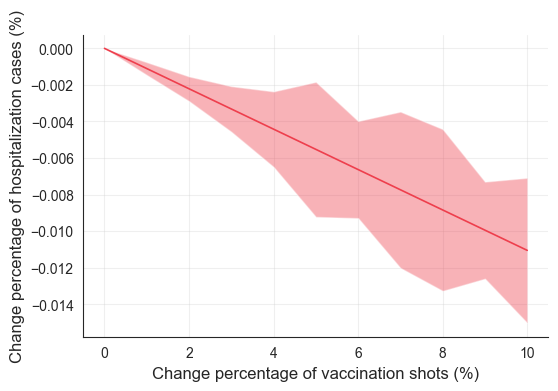 Change percentage of hospitalization cases (%)
0.000
−0.002
−0.004
−0.006
−0.008
−0.010
−0.012
−0.014
0 2 4 6 8 10
Change percentage of vaccination shots (%)